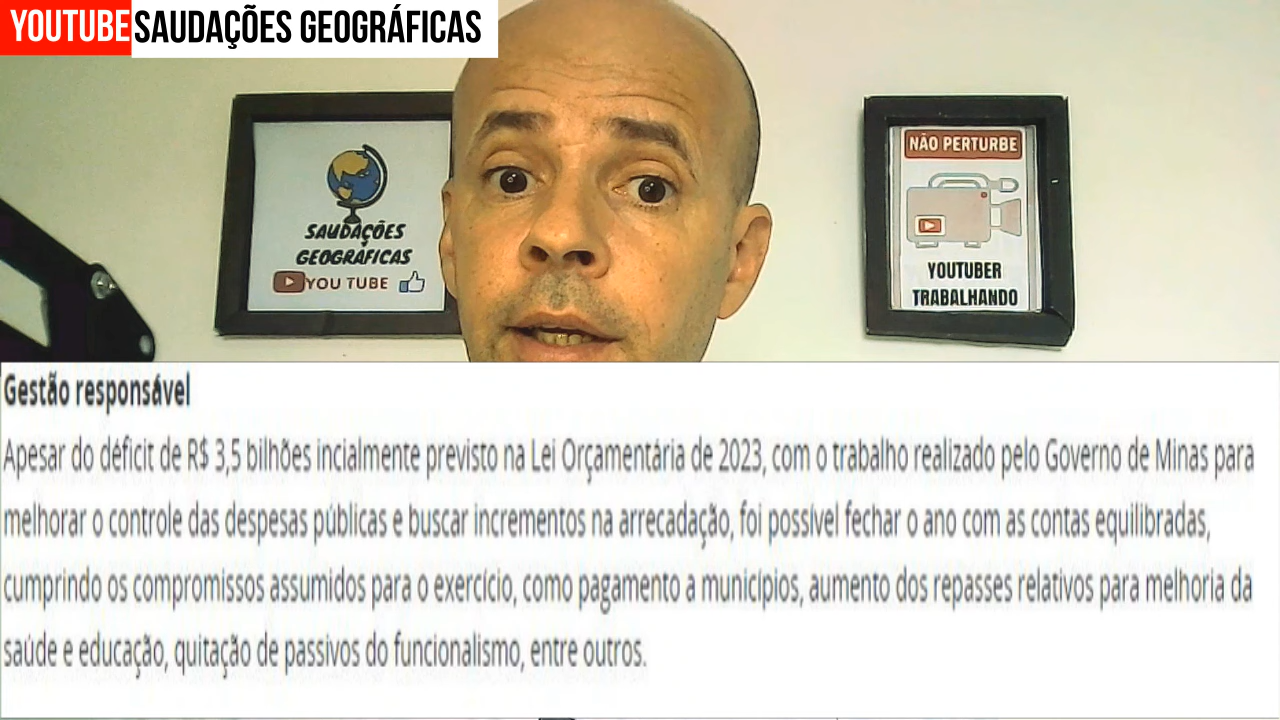 YOUTUBE SAUDAÇÕES GEOGRÁFICAS
SAUDAÇÕES
GEOGRÁFICAS
YOU TUBE
NÃO PERTURBE
YOUTUBER
TRABALHANDO
Gestão responsável
Apesar do déficit de R$ 3,5 bilhões incialmente previsto na Lei Orçamentária de 2023, com o trabalho realizado pelo Governo de Minas para
melhorar o controle das despesas públicas e buscar incrementos na arrecadação, foi possível fechar o ano com as contas equilibradas,
cumprindo os compromissos assumidos para o exercício, como pagamento a municípios, aumento dos repasses relativos para melhoria da
saúde e educação, quitação de passivos do funcionalismo, entre outros.